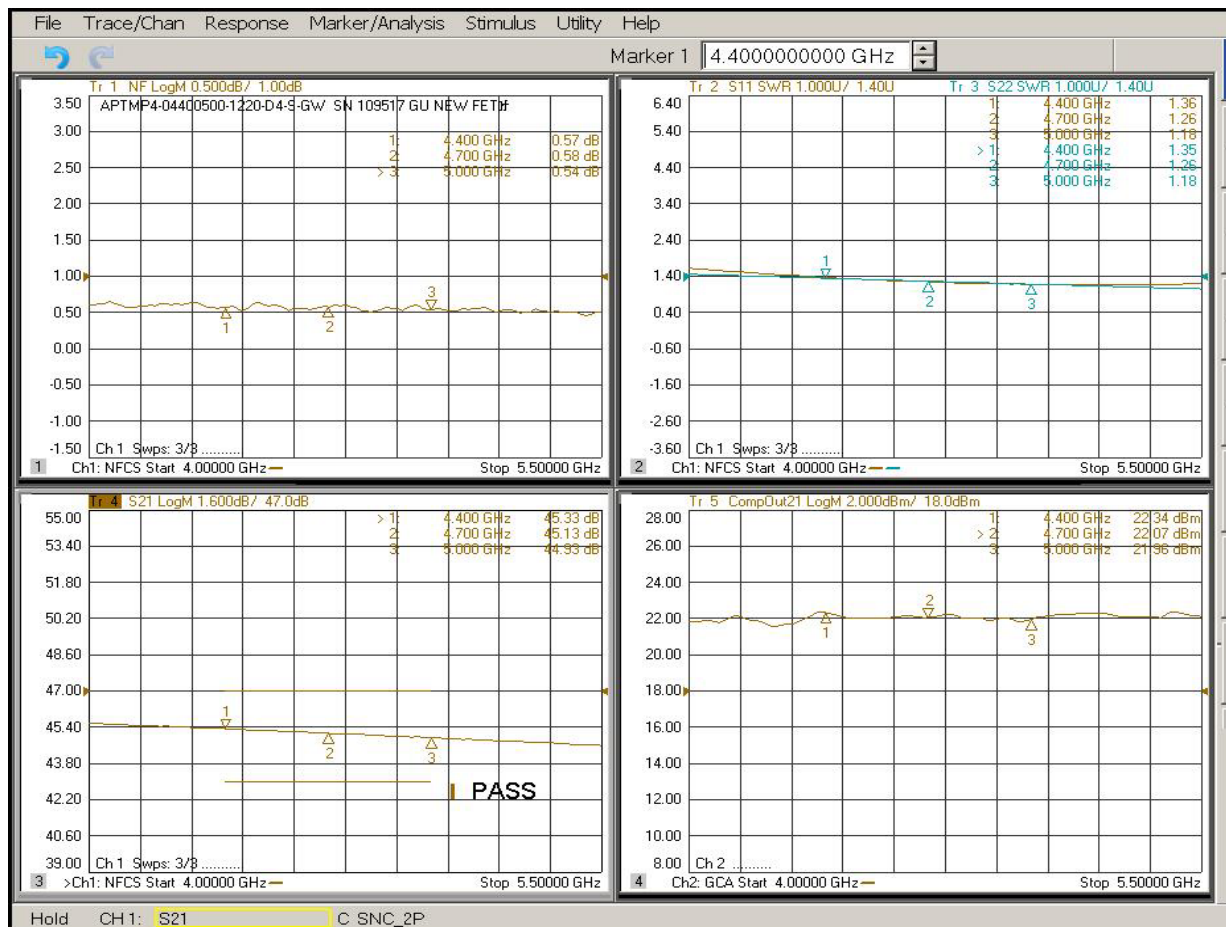 File Trace/Chan Response Marker/Analysis Stimulus Utility Help
Marker 1 4.4000000000 GHz
Tr 1 NF LogM 0.500dB/ 1.00dB
APTMP4-04400500-1220-D4-S-GW SN 109517 GU NEW FET
1: 4.400 GHz 0.57 dB
2: 4.700 GHz 0.58 dB
> 3: 5.000 GHz 0.54 dB
3.50
3.00
2.50
2.00
1.50
1.00
0.50
0.00
-0.50
-1.00
-1.50
1
2
3
Ch 1 Swps: 3/3 .........
1 Ch1: NFCS Start 4.00000 GHz Stop 5.50000 GHz
Tr 2 S11 SWR 1.000U/ 1.40U Tr 3 S22 SWR 1.000U/ 1.40U
1: 4.400 GHz 1.36
2: 4.700 GHz 1.26
3: 5.000 GHz 1.18
> 1: 4.400 GHz 1.35
2: 4.700 GHz 1.26
3: 5.000 GHz 1.18
6.40
5.40
4.40
3.40
2.40
1.40
0.40
-0.60
-1.60
-2.60
-3.60
1
2
3
Ch 1 Swps: 3/3 .........
2 Ch1: NFCS Start 4.00000 GHz Stop 5.50000 GHz
Tr 4 S21 LogM 1.600dB/ 47.0dB
> 1: 4.400 GHz 45.33 dB
2: 4.700 GHz 45.13 dB
3: 5.000 GHz 44.93 dB
55.00
53.40
51.80
50.20
48.60
47.00
45.40
43.80
42.20
40.60
39.00
1
2
3
PASS
Ch 1 Swps: 3/3 .........
3 >Ch1: NFCS Start 4.00000 GHz Stop 5.50000 GHz
Tr 5 CompOut21 LogM 2.000dBm/ 18.0dBm
1: 4.400 GHz 22.34 dBm
> 2: 4.700 GHz 22.07 dBm
3: 5.000 GHz 21.96 dBm
28.00
26.00
24.00
22.00
20.00
18.00
16.00
14.00
12.00
10.00
8.00
1
2
3
Ch 2 .........
4 Ch2: GCA Start 4.00000 GHz Stop 5.50000 GHz
Hold CH 1: S21 C SNC_2P